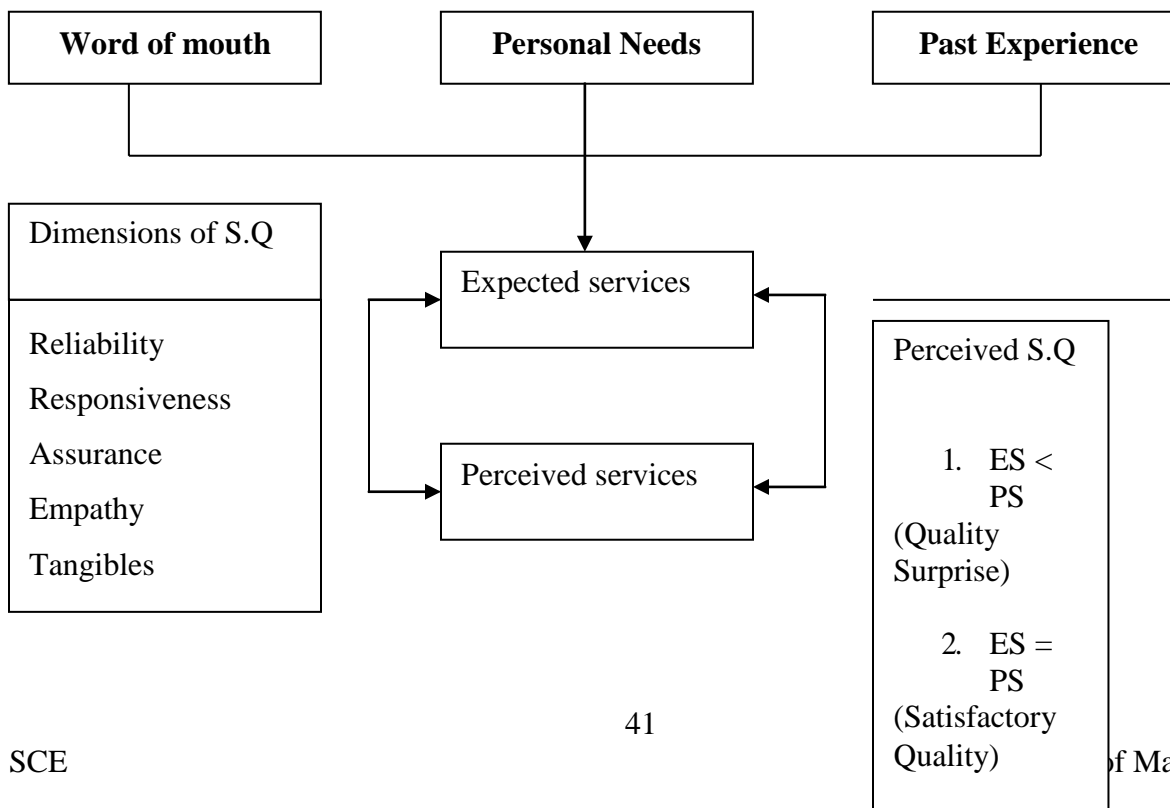 Word of mouth
Personal Needs
Past Experience
Dimensions of S.Q
Reliability
Responsiveness
Assurance
Empathy
Tangibles
Expected services
Perceived services
Perceived S.Q
1. ES <
PS
(Quality
Surprise)
2. ES =
PS
(Satisfactory
Quality)
41
SCE
of Ma